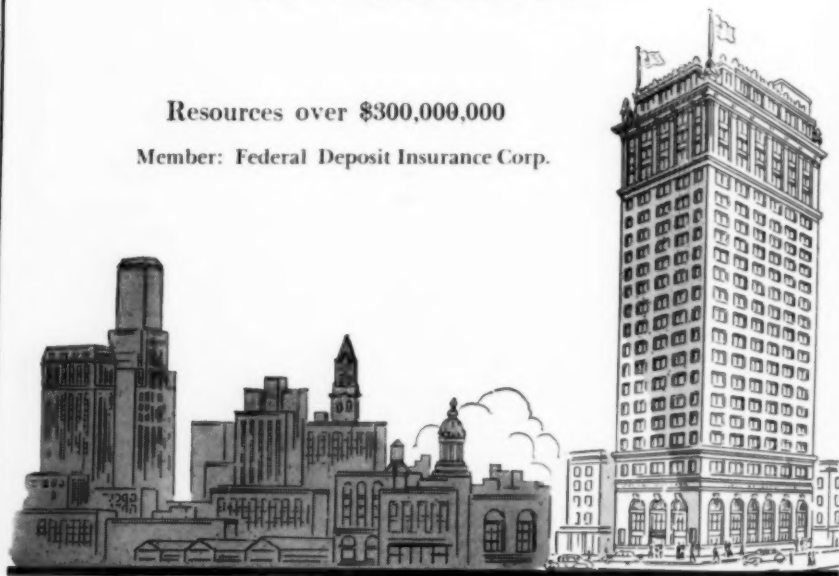 Resources over $300,000,000
Member: Federal Deposit Insurance Corp.